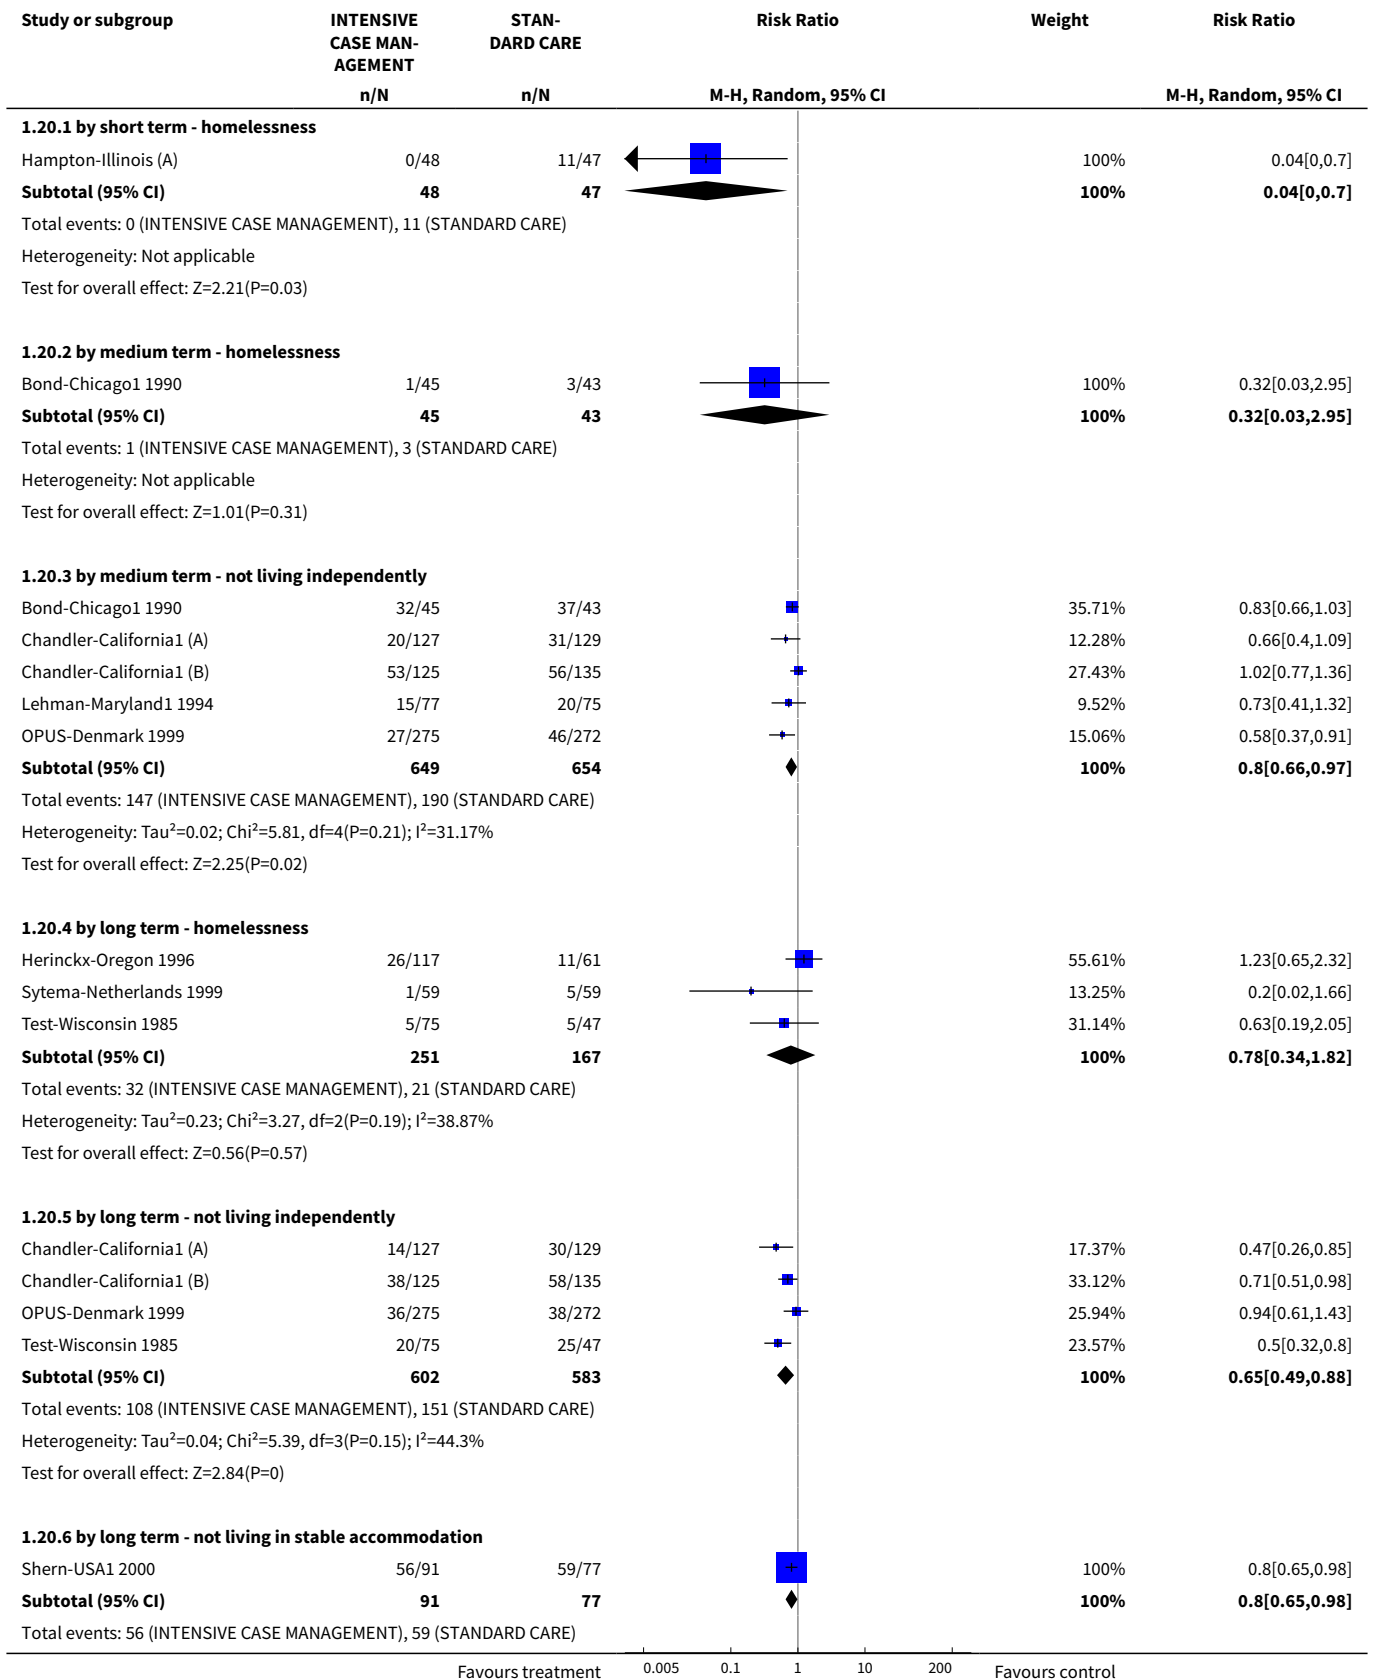 Study or subgroup INTENSIVE CASE MAN- AGEMENT STAN- DARD CARE Risk Ratio Weight Risk Ratio
n/N n/N M-H, Random, 95% CI M-H, Random, 95% CI
1.20.1 by short term - homelessness
Hampton-Illinois (A) 0/48 11/47 100% 0.04[0,0.7]
Subtotal (95% CI) 48 47 100% 0.04[0,0.7]
Total events: 0 (INTENSIVE CASE MANAGEMENT), 11 (STANDARD CARE)
Heterogeneity: Not applicable
Test for overall effect: Z=2.21(P=0.03)
1.20.2 by medium term - homelessness
Bond-Chicago1 1990 1/45 3/43 100% 0.32[0.03,2.95]
Subtotal (95% CI) 45 43 100% 0.32[0.03,2.95]
Total events: 1 (INTENSIVE CASE MANAGEMENT), 3 (STANDARD CARE)
Heterogeneity: Not applicable
Test for overall effect: Z=1.01(P=0.31)
1.20.3 by medium term - not living independently
Bond-Chicago1 1990 32/45 37/43 35.71% 0.83[0.66,1.03]
Chandler-California1 (A) 20/127 31/129 12.28% 0.66[0.4,1.09]
Chandler-California1 (B) 53/125 56/135 27.43% 1.02[0.77,1.36]
Lehman-Maryland1 1994 15/77 20/75 9.52% 0.73[0.41,1.32]
OPUS-Denmark 1999 27/275 46/272 15.06% 0.58[0.37,0.91]
Subtotal (95% CI) 649 654 100% 0.8[0.66,0.97]
Total events: 147 (INTENSIVE CASE MANAGEMENT), 190 (STANDARD CARE)
Heterogeneity: Tau²=0.02; Chi²=5.81, df=4(P=0.21); I²=31.17%
Test for overall effect: Z=2.25(P=0.02)
1.20.4 by long term - homelessness
Herinckx-Oregon 1996 26/117 11/61 55.61% 1.23[0.65,2.32]
Sytema-Netherlands 1999 1/59 5/59 13.25% 0.2[0.02,1.66]
Test-Wisconsin 1985 5/75 5/47 31.14% 0.63[0.19,2.05]
Subtotal (95% CI) 251 167 100% 0.78[0.34,1.82]
Total events: 32 (INTENSIVE CASE MANAGEMENT), 21 (STANDARD CARE)
Heterogeneity: Tau²=0.23; Chi²=3.27, df=2(P=0.19); I²=38.87%
Test for overall effect: Z=0.56(P=0.57)
1.20.5 by long term - not living independently
Chandler-California1 (A) 14/127 30/129 17.37% 0.47[0.26,0.85]
Chandler-California1 (B) 38/125 58/135 33.12% 0.71[0.51,0.98]
OPUS-Denmark 1999 36/275 38/272 25.94% 0.94[0.61,1.43]
Test-Wisconsin 1985 20/75 25/47 23.57% 0.5[0.32,0.8]
Subtotal (95% CI) 602 583 100% 0.65[0.49,0.88]
Total events: 108 (INTENSIVE CASE MANAGEMENT), 151 (STANDARD CARE)
Heterogeneity: Tau²=0.04; Chi²=5.39, df=3(P=0.15); I²=44.3%
Test for overall effect: Z=2.84(P=0)
1.20.6 by long term - not living in stable accommodation
Shern-USA1 2000 56/91 59/77 100% 0.8[0.65,0.98]
Subtotal (95% CI) 91 77 100% 0.8[0.65,0.98]
Total events: 56 (INTENSIVE CASE MANAGEMENT), 59 (STANDARD CARE)
Favours treatment 0.005 0.1 1 10 200 Favours control